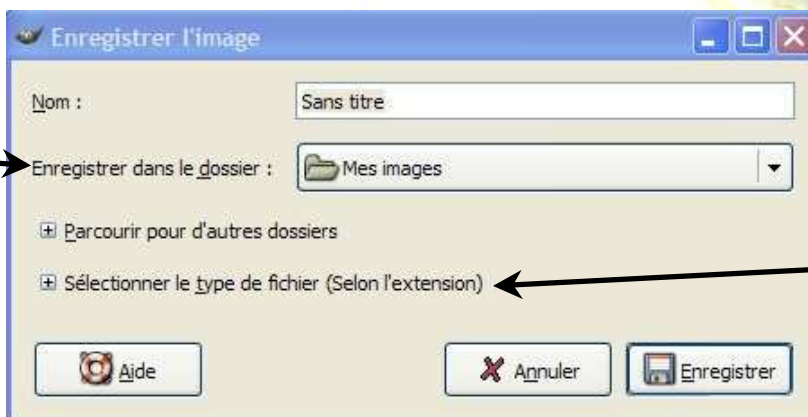 Enregistrer l'image
Nom :
Sans titre
Enregistrer dans le dossier :
Mes images
Parcourir pour d'autres dossiers
Sélectionner le type de fichier (Selon l'extension)
Aide
Annuler
Enregistrer